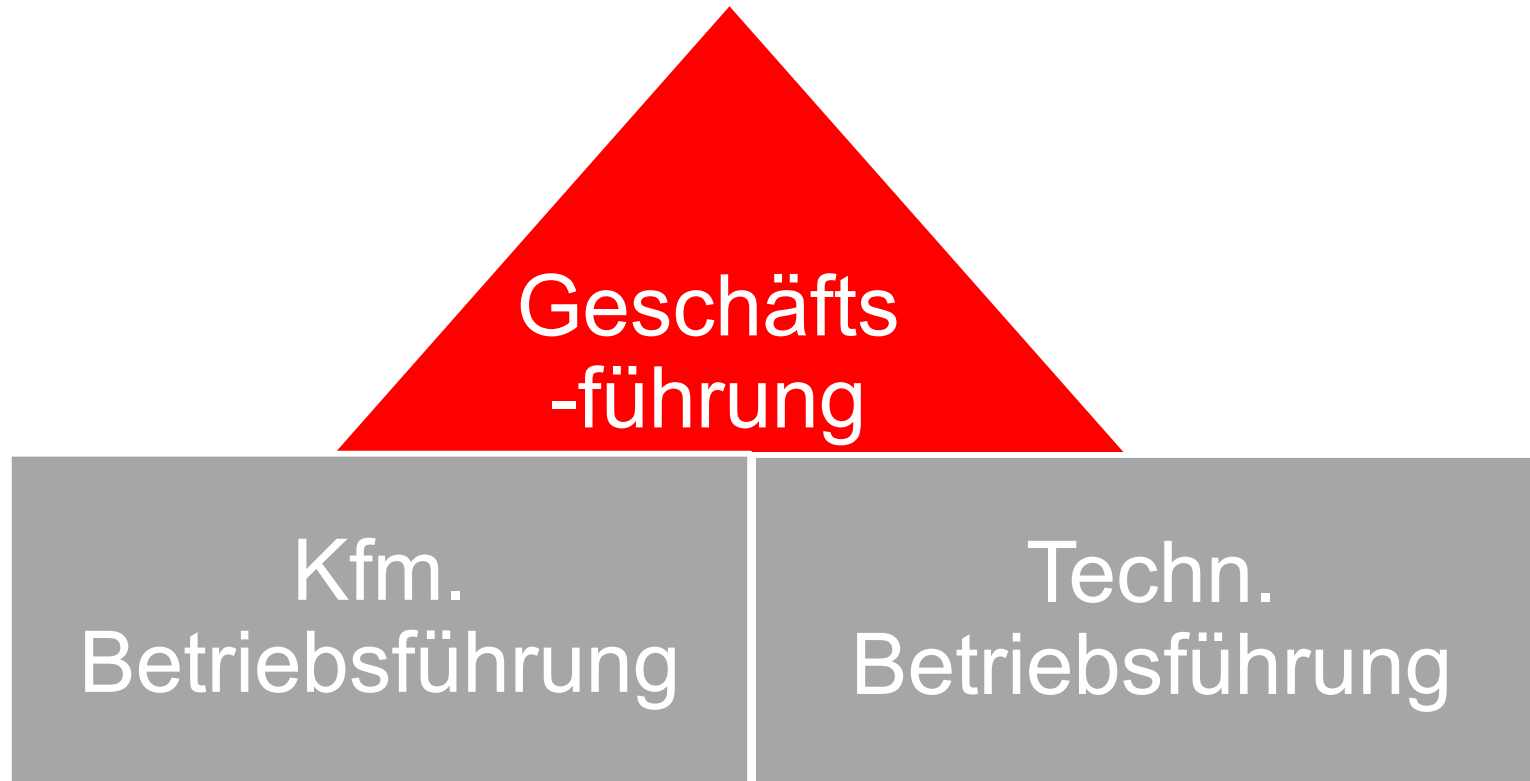 Geschäfts
-führung
Kfm.
Betriebsführung
Techn.
Betriebsführung